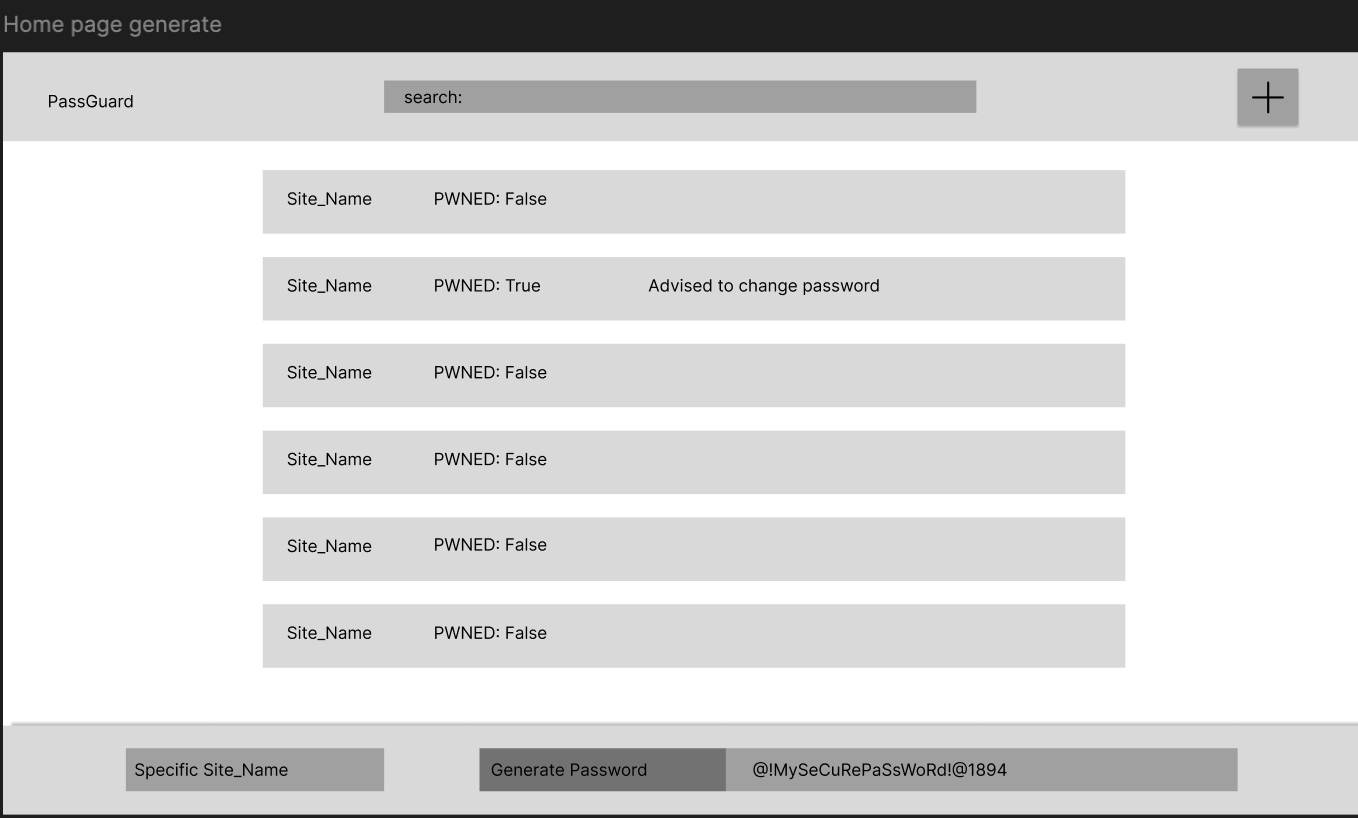 Home page generate
PassGuard
search:
Site_Name PWNED: False
Site_Name PWNED: True Advised to change password
Site_Name PWNED: False
Site_Name PWNED: False
Site_Name PWNED: False
Site_Name PWNED: False
Specific Site_Name Generate Password @!MySeCuRePaSsWoRd!@1894